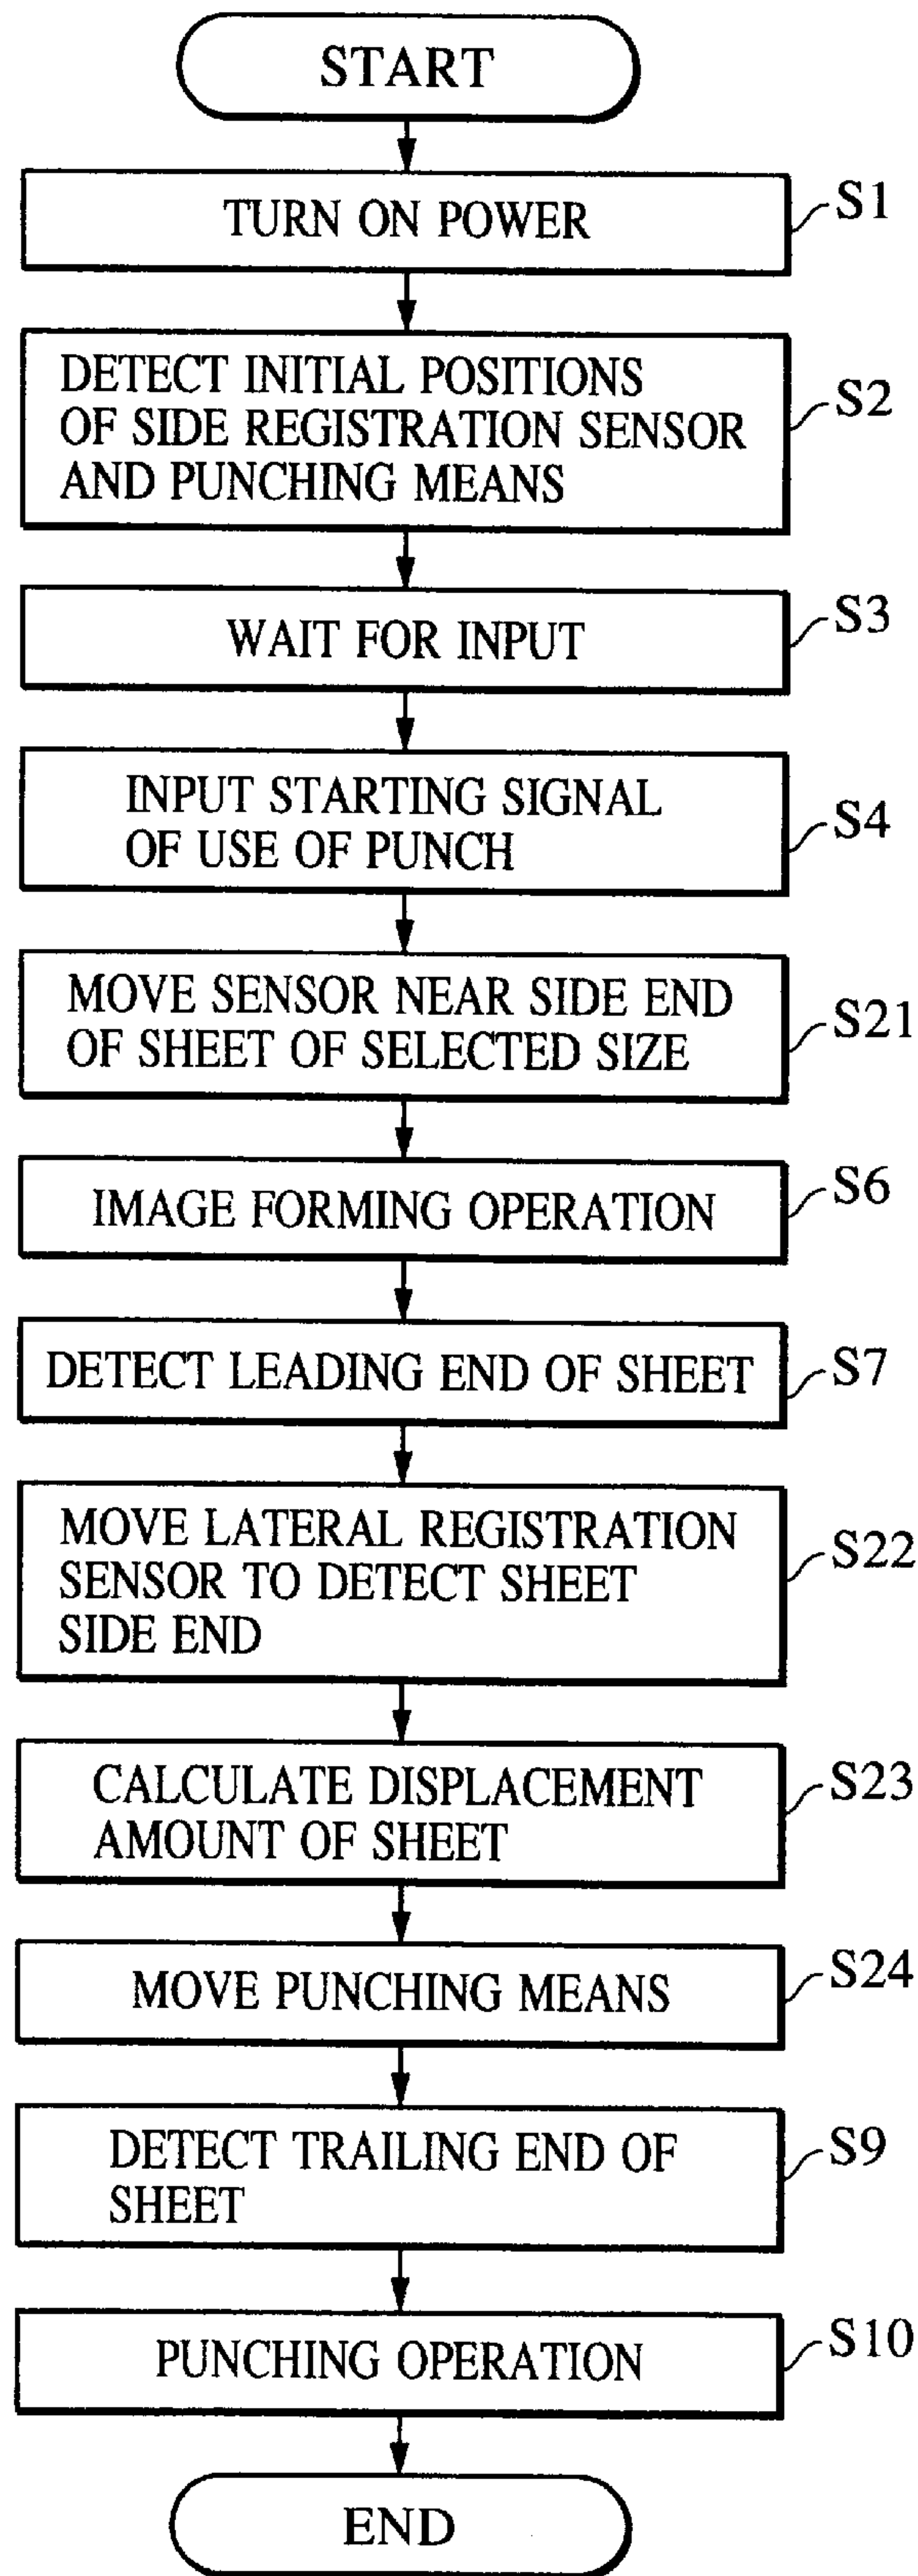 START
TURN ON POWER
S1
DETECT INITIAL POSITIONS
OF SIDE REGISTRATION SENSOR
AND PUNCHING MEANS
S2
WAIT FOR INPUT
S3
INPUT STARTING SIGNAL
OF USE OF PUNCH
S4
MOVE SENSOR NEAR SIDE END
OF SHEET OF SELECTED SIZE
S21
IMAGE FORMING OPERATION
S6
DETECT LEADING END OF SHEET
S7
MOVE LATERAL REGISTRATION
SENSOR TO DETECT SHEET
SIDE END
S22
CALCULATE DISPLACEMENT
AMOUNT OF SHEET
S23
MOVE PUNCHING MEANS
S24
DETECT TRAILING END OF
SHEET
S9
PUNCHING OPERATION
S10
END